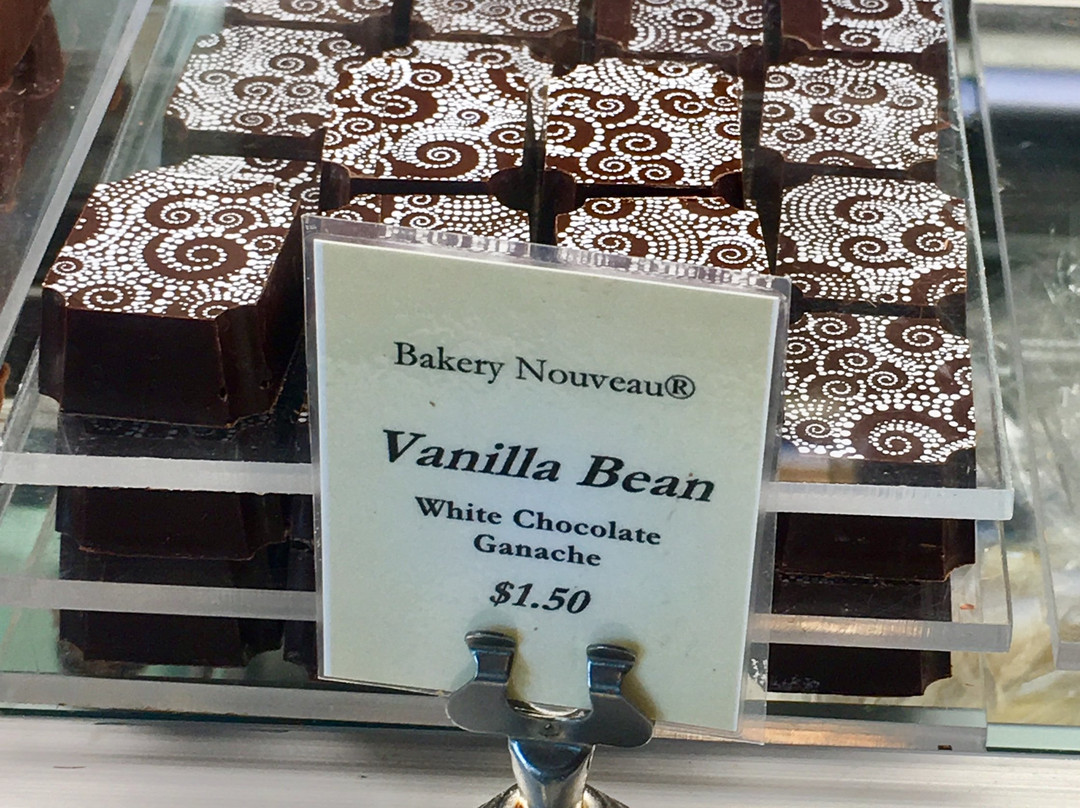 Bakery Nouveau®
Vanilla Bean
White Chocolate
Ganache
$1.50